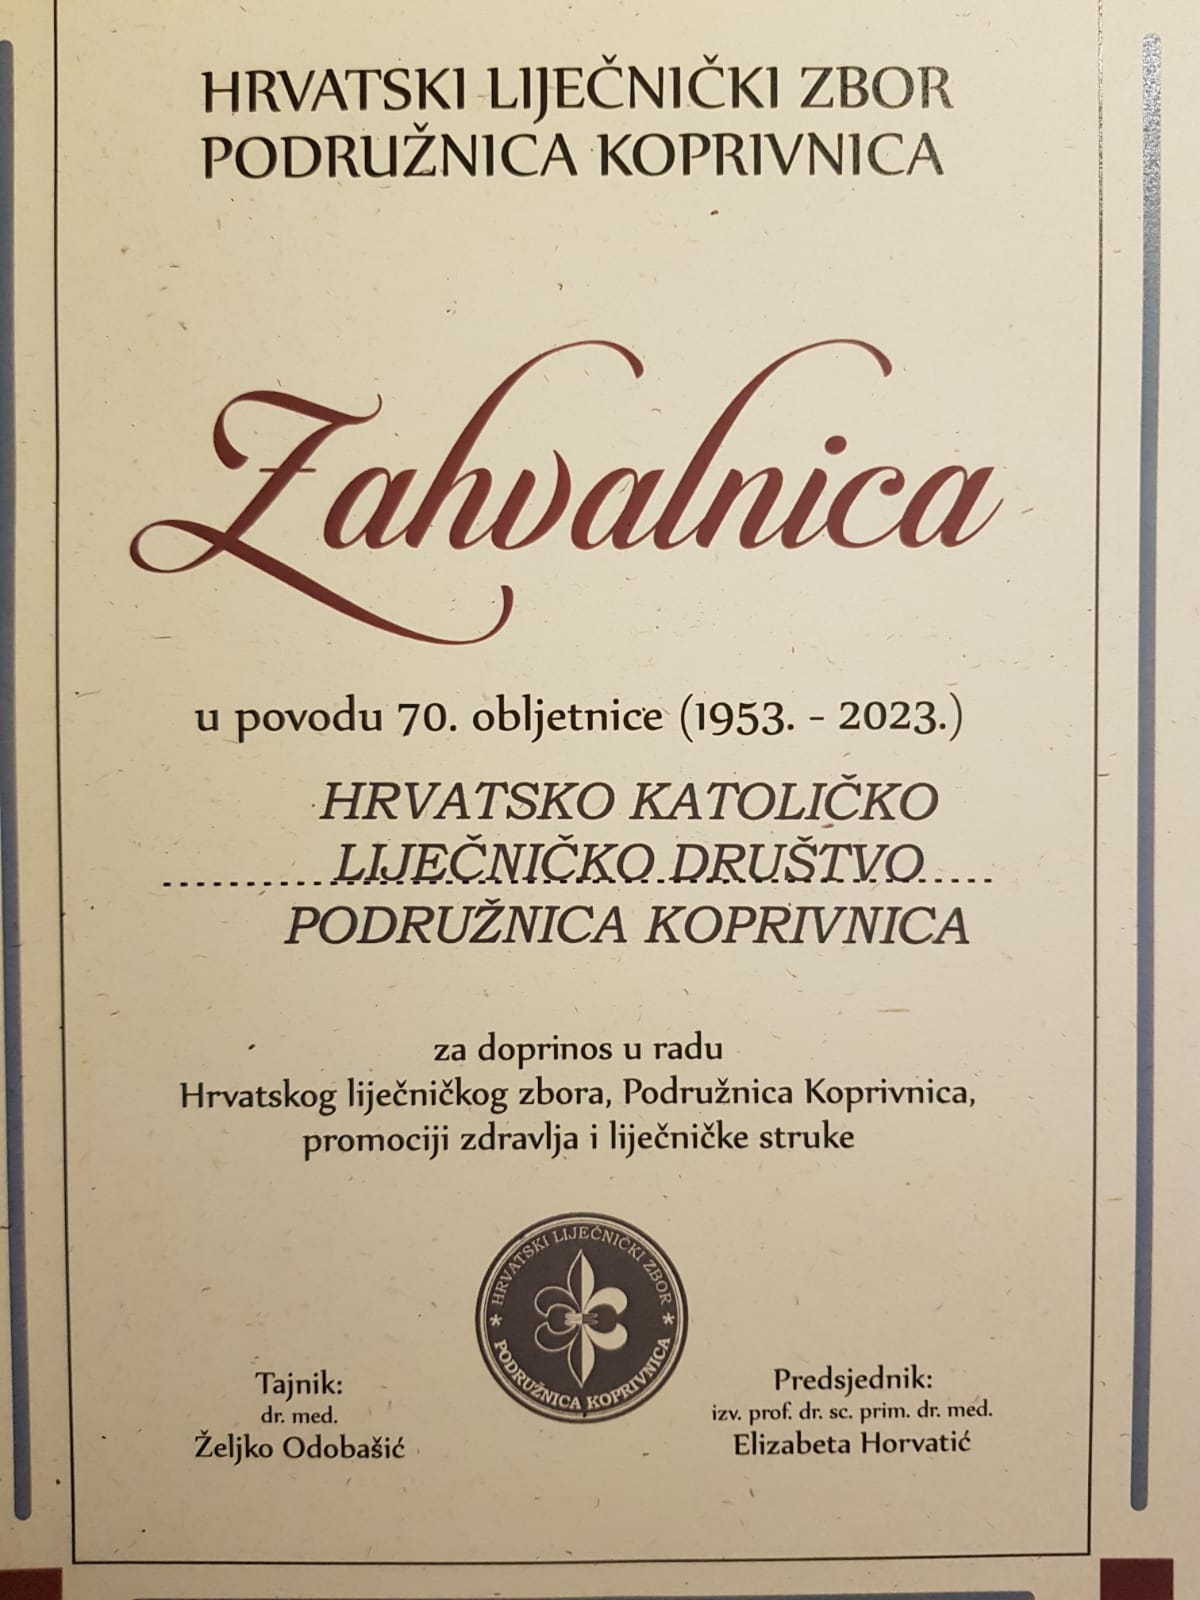 HRVATSKI LIJEČNIČKI ZBOR
PODRUŽNICA KOPRIVNICA
Zahvalnica
u povodu 70. obljetnice (1953. - 2023.)
HRVATSKO KATOLIČKO
LIJEČNIČKO DRUŠTVO
PODRUŽNICA KOPRIVNICA
za doprinos u radu
Hrvatskog liječničkog zbora, Podružnica Koprivnica,
promociji zdravlja i liječničke struke
* HRVATSKI LIJEČNIČKI ZBOR *
PODRUŽNICA KOPRIVNICA
Tajnik:
dr. med.
Željko Odobašić
Predsjednik:
izv. prof. dr. sc. prim. dr. med.
Elizabeta Horvatić